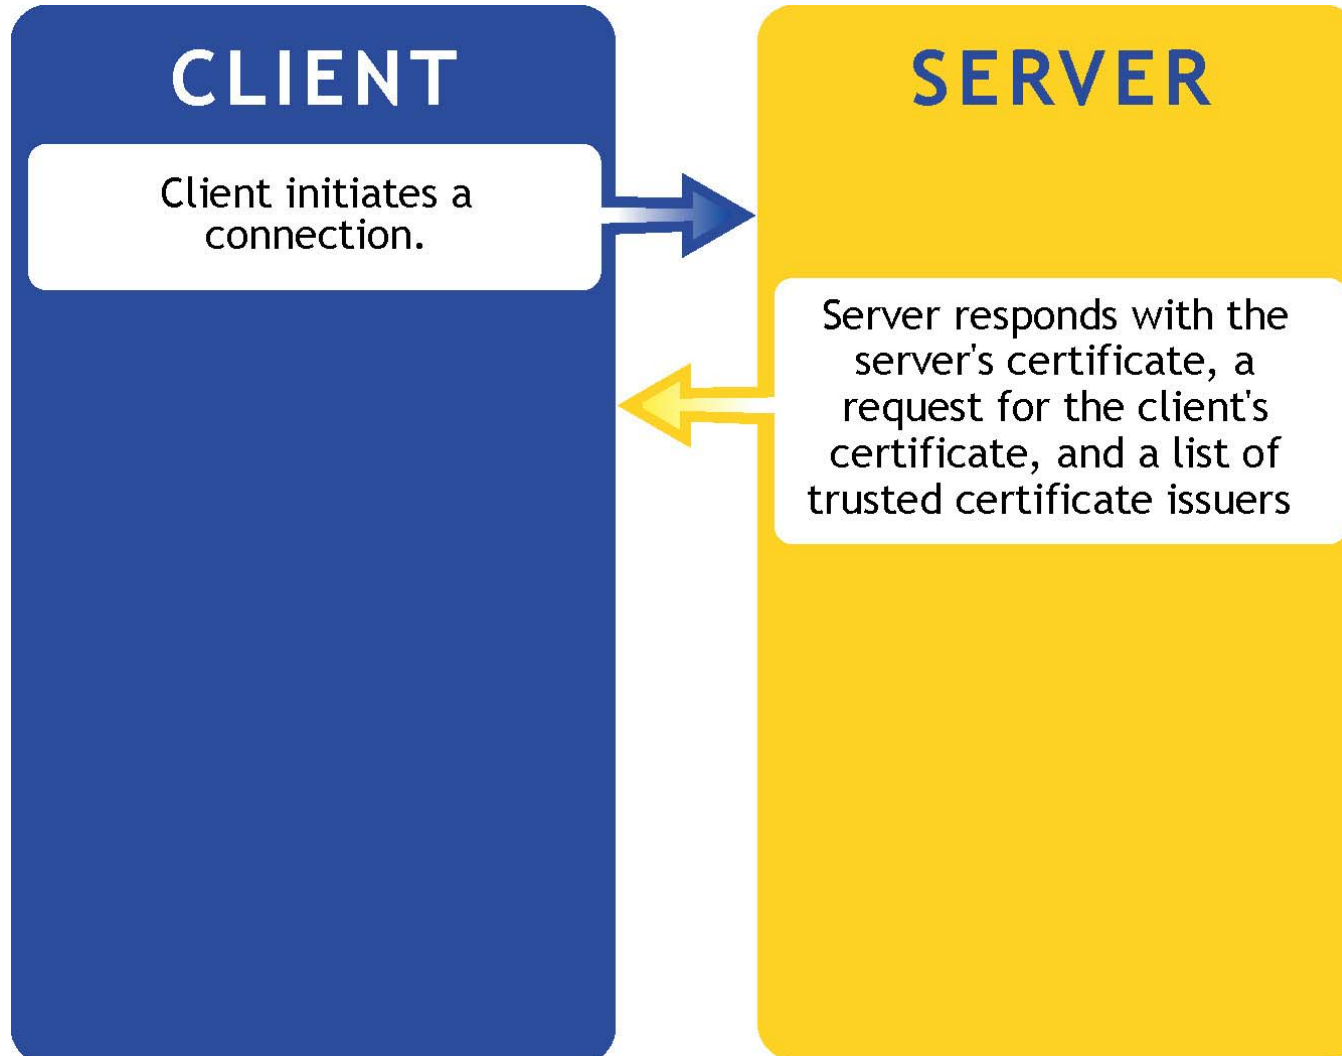 CLIENT
Client initiates a
connection.
SERVER
Server responds with the
server's certificate, a
request for the client's
certificate, and a list of
trusted certificate issuers